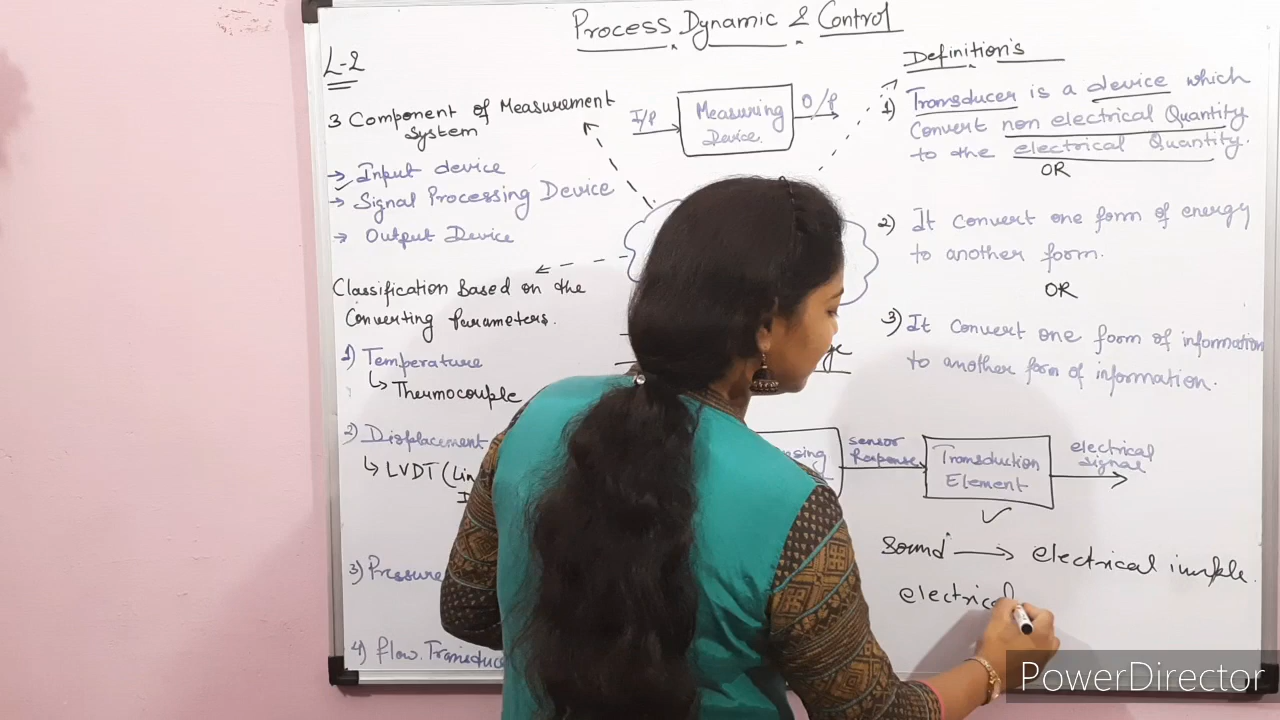 Process Dynamic & Control
L-2
3 Component of Measurement
System
→ Input device
→ Signal Processing Device
→ Output Device
Classification Based on the
Converting Parameters.
1) Temperature
↳ Thermocouple
2) Displacement
↳ LVDT (Lin
3) Pressure
4) Flow. Transduce
I/P
Measuring
Device.
O/P
sensor
Response
Transduction
Element
electrical
signal
Definition's
1) Transducer is a device which
Convert non electrical Quantity
to the electrical Quantity.
OR
2) It convert one form of energy
to another form.
OR
3) It convert one form of information
to another form of information.
Sound → electrical
electrical
PowerDirector